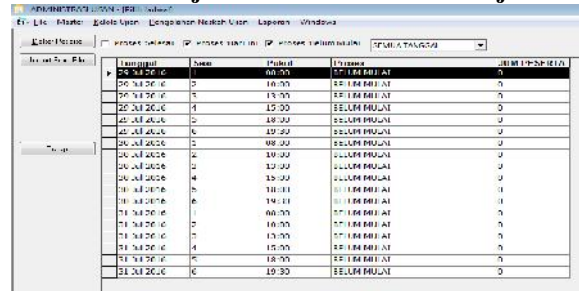 ADMINISTRASI UJIAN - [Pilih Jadwal]
File Master Kelola Ujian Pengolahan Naskah Ujian Laporan Windows
Proses Selesai Proses Hari Ini Proses Belum Mulai SEMUA TANGGAL
Tanggal Sesi Pukul Proses JUM PESERTA
29 Jul 2016 1 08:00 BELUM MULAI 0
29 Jul 2016 2 10:00 BELUM MULAI 0
29 Jul 2016 3 13:00 BELUM MULAI 0
29 Jul 2016 4 15:00 BELUM MULAI 0
29 Jul 2016 5 18:00 BELUM MULAI 0
29 Jul 2016 6 19:30 BELUM MULAI 0
30 Jul 2016 1 08:00 BELUM MULAI 0
30 Jul 2016 2 10:00 BELUM MULAI 0
30 Jul 2016 3 13:00 BELUM MULAI 0
30 Jul 2016 4 15:00 BELUM MULAI 0
30 Jul 2016 5 18:00 BELUM MULAI 0
30 Jul 2016 6 19:30 BELUM MULAI 0
31 Jul 2016 1 08:00 BELUM MULAI 0
31 Jul 2016 2 10:00 BELUM MULAI 0
31 Jul 2016 3 13:00 BELUM MULAI 0
31 Jul 2016 4 15:00 BELUM MULAI 0
31 Jul 2016 5 18:00 BELUM MULAI 0
31 Jul 2016 6 19:30 BELUM MULAI 0